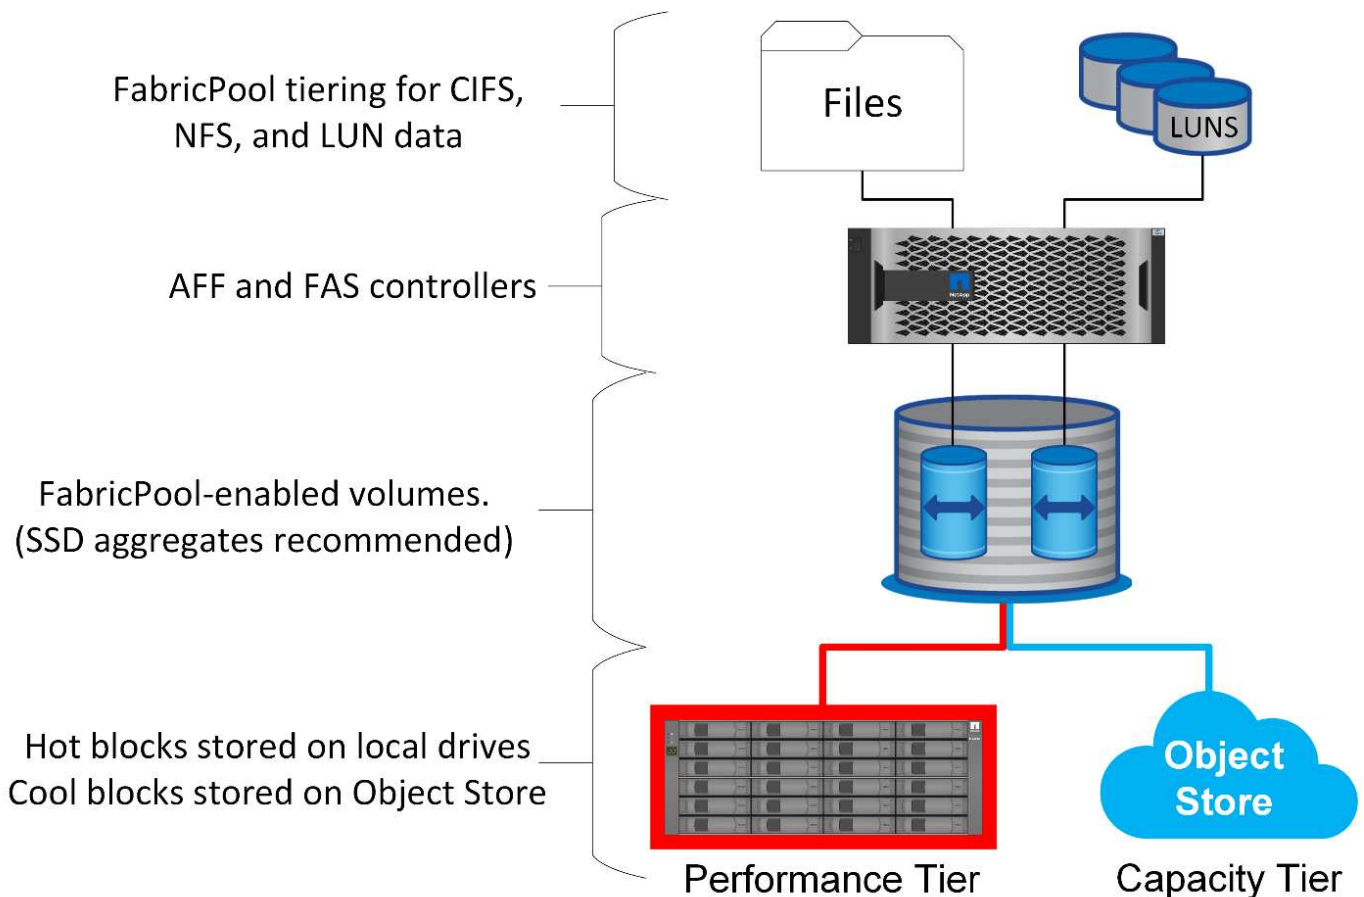 FabricPool tiering for CIFS,
NFS, and LUN data
Files
LUNS
AFF and FAS controllers
NetApp
FabricPool-enabled volumes.
(SSD aggregates recommended)
Hot blocks stored on local drives
Cool blocks stored on Object Store
Object
Store
Performance Tier
Capacity Tier